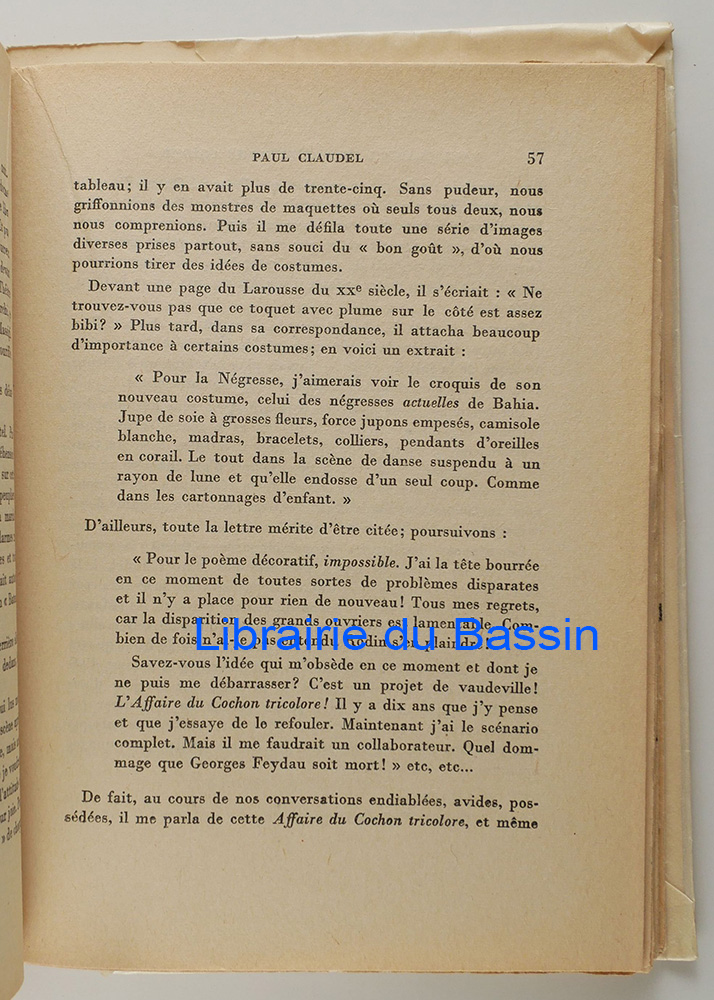 PAUL CLAUDEL 57
tableau; il y en avait plus de trente-cinq. Sans pudeur, nous
griffonnions des monstres de maquettes où seuls tous deux, nous
nous comprenions. Puis il me défila toute une série d'images
diverses prises partout, sans souci du « bon goût », d'où nous
pourrions tirer des idées de costumes.
Devant une page du Larousse du XXe siècle, il s'écriait : « Ne
trouvez-vous pas que ce toquet avec plume sur le côté est assez
bibi? » Plus tard, dans sa correspondance, il attacha beaucoup
d'importance à certains costumes; en voici un extrait :
« Pour la Négresse, j'aimerais voir le croquis de son
nouveau costume, celui des négresses actuelles de Bahia.
Jupe de soie à grosses fleurs, force jupons empesés, camisole
blanche, madras, bracelets, colliers, pendants d'oreilles
en corail. Le tout dans la scène de danse suspendu à un
rayon de lune et qu'elle endosse d'un seul coup. Comme
dans les cartonnages d'enfant. »
D'ailleurs, toute la lettre mérite d'être citée; poursuivons :
« Pour le poème décoratif, impossible. J'ai la tête bourrée
en ce moment de toutes sortes de problèmes disparates
et il n'y a place pour rien de nouveau! Tous mes regrets,
car la disparition des grands ouvriers est lamentable. Com-
bien de fois n'ai-je pas entendu Rodin s'en plaindre!
Librairie du Bassin
Savez-vous l'idée qui m'obsède en ce moment et dont je
ne puis me débarrasser? C'est un projet de vaudeville!
L'Affaire du Cochon tricolore! Il y a dix ans que j'y pense
et que j'essaye de le refouler. Maintenant j'ai le scénario
complet. Mais il me faudrait un collaborateur. Quel dom-
mage que Georges Feydau soit mort! » etc, etc...
De fait, au cours de nos conversations endiablées, avides, pos-
sédées, il me parla de cette Affaire du Cochon tricolore, et même